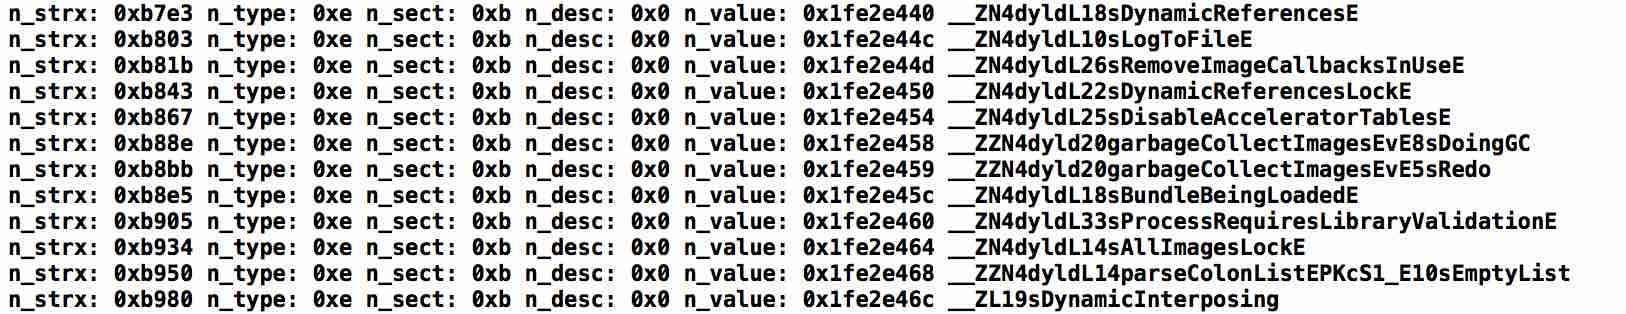 n_strx: 0xb7e3 n_type: 0xe n_sect: 0xb n_desc: 0x0 n_value: 0x1fe2e440 __ZN4dyldL18sDynamicReferencesE
n_strx: 0xb803 n_type: 0xe n_sect: 0xb n_desc: 0x0 n_value: 0x1fe2e44c __ZN4dyldL10sLogToFileE
n_strx: 0xb81b n_type: 0xe n_sect: 0xb n_desc: 0x0 n_value: 0x1fe2e44d __ZN4dyldL26sRemoveImageCallbacksInUseE
n_strx: 0xb843 n_type: 0xe n_sect: 0xb n_desc: 0x0 n_value: 0x1fe2e450 __ZN4dyldL22sDynamicReferencesLockE
n_strx: 0xb867 n_type: 0xe n_sect: 0xb n_desc: 0x0 n_value: 0x1fe2e454 __ZN4dyldL25sDisableAcceleratorTablesE
n_strx: 0xb88e n_type: 0xe n_sect: 0xb n_desc: 0x0 n_value: 0x1fe2e458 __ZZN4dyld20garbageCollectImagesEvE8sDoingGC
n_strx: 0xb8bb n_type: 0xe n_sect: 0xb n_desc: 0x0 n_value: 0x1fe2e459 __ZZN4dyld20garbageCollectImagesEvE5sRedo
n_strx: 0xb8e5 n_type: 0xe n_sect: 0xb n_desc: 0x0 n_value: 0x1fe2e45c __ZN4dyldL18sBundleBeingLoadedE
n_strx: 0xb905 n_type: 0xe n_sect: 0xb n_desc: 0x0 n_value: 0x1fe2e460 __ZN4dyldL33sProcessRequiresLibraryValidationE
n_strx: 0xb934 n_type: 0xe n_sect: 0xb n_desc: 0x0 n_value: 0x1fe2e464 __ZN4dyldL14sAllImagesLockE
n_strx: 0xb950 n_type: 0xe n_sect: 0xb n_desc: 0x0 n_value: 0x1fe2e468 __ZZN4dyldL14parseColonListEPKcS1_E10sEmptyList
n_strx: 0xb980 n_type: 0xe n_sect: 0xb n_desc: 0x0 n_value: 0x1fe2e46c __ZL19sDynamicInterposing